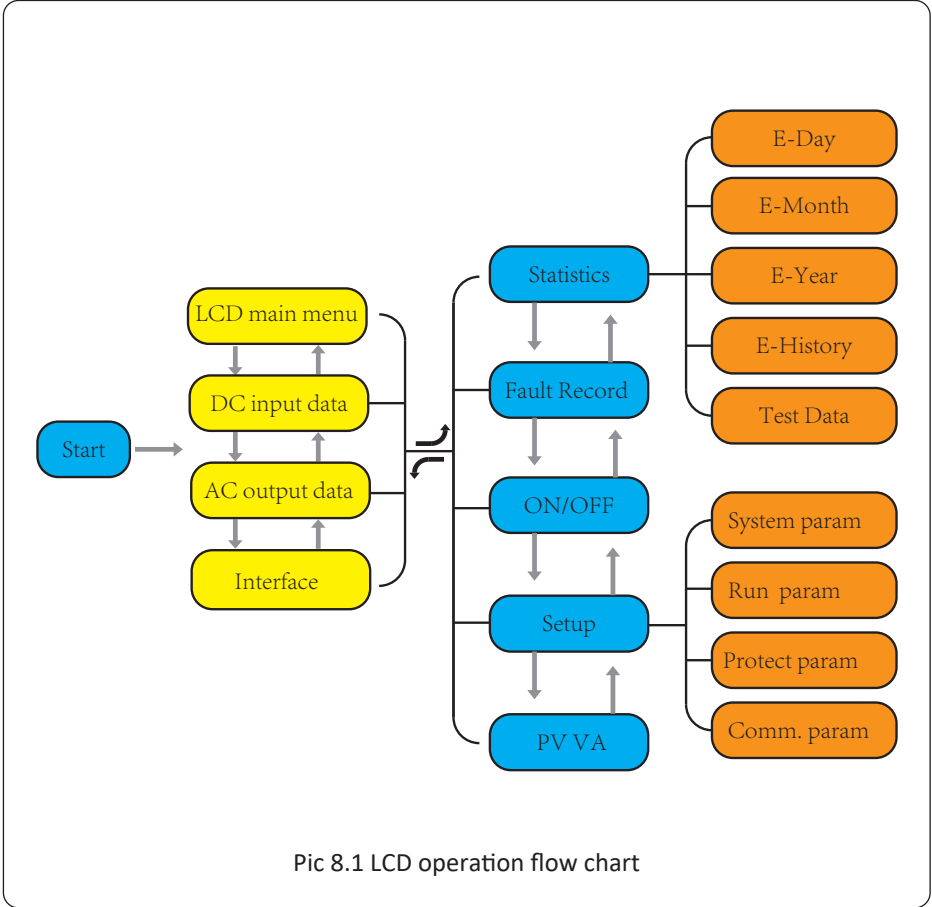 Start
LCD main menu
DC input data
AC output data
Interface
Statistics
Fault Record
ON/OFF
Setup
PV VA
E-Day
E-Month
E-Year
E-History
Test Data
System param
Run param
Protect param
Comm. param
Pic 8.1 LCD operation flow chart